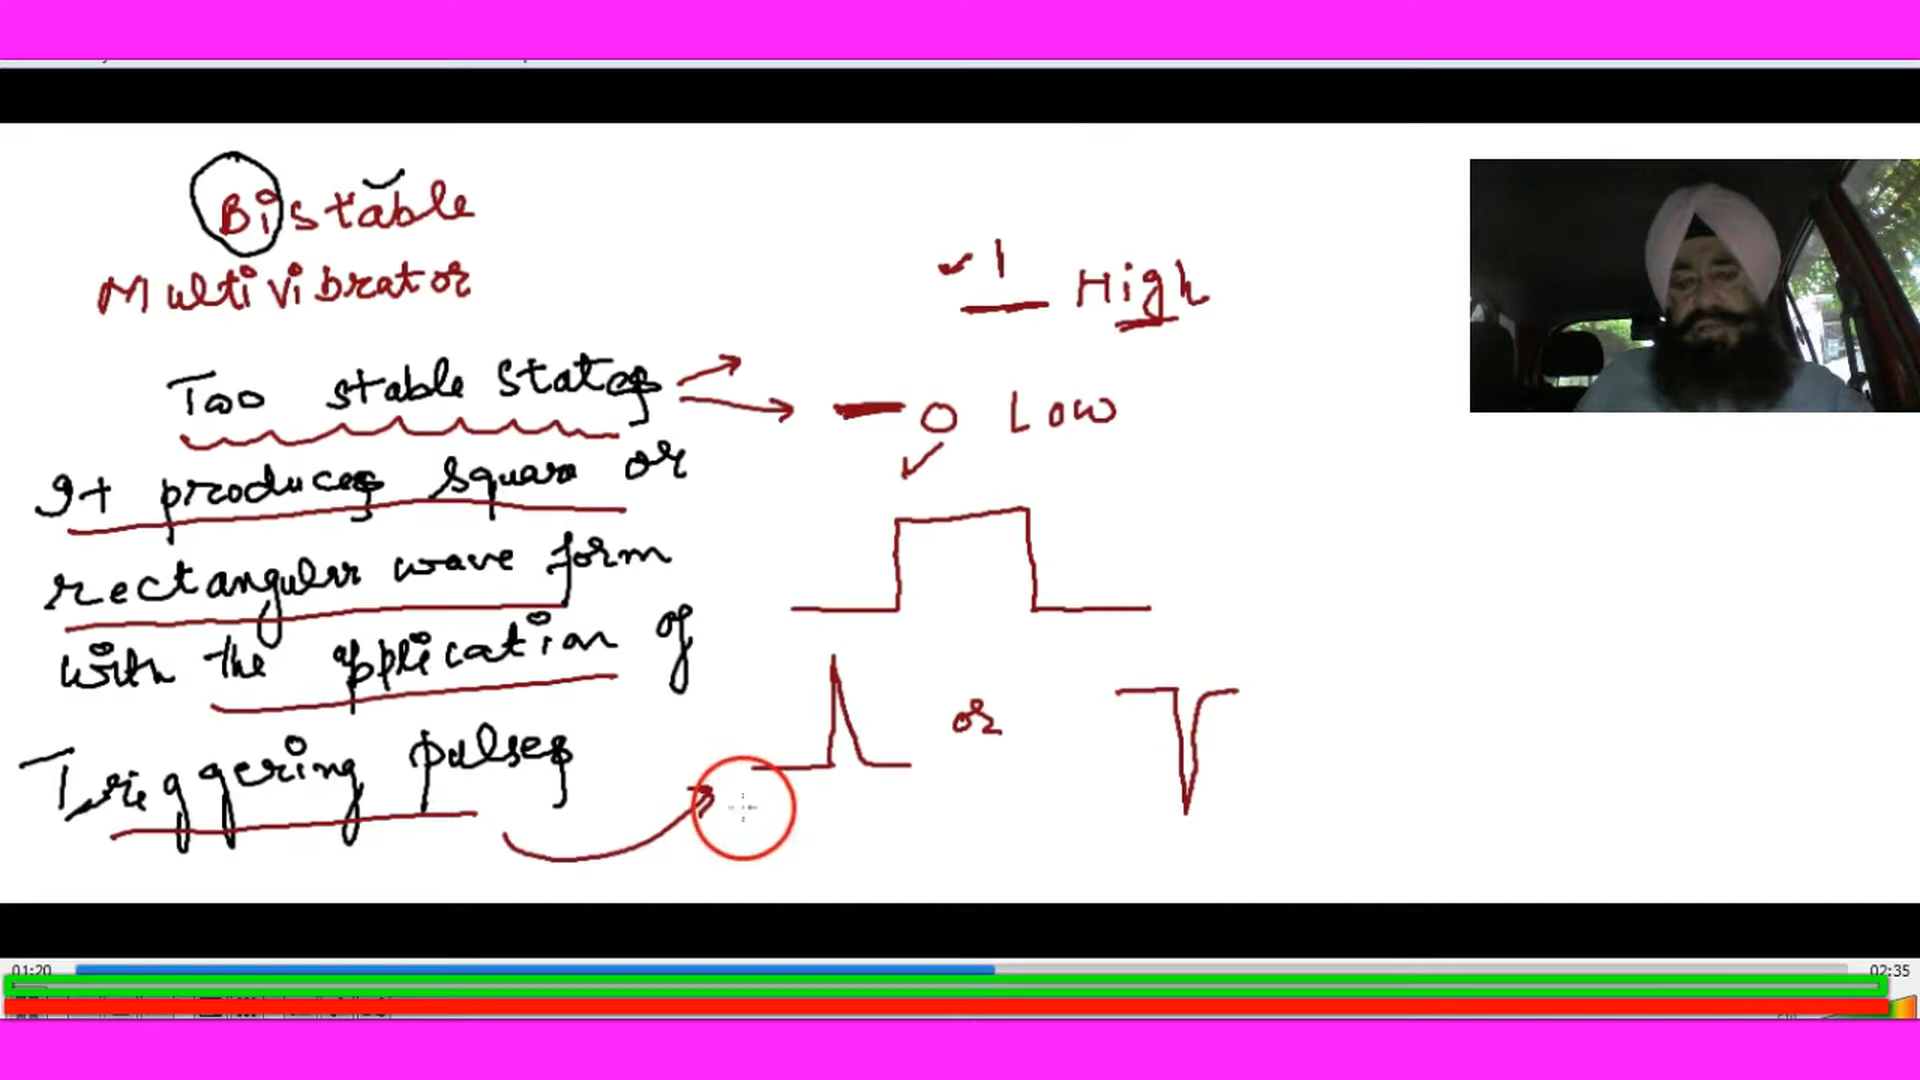 Bistable
Multivibrator
Two stable states
1 High
0 Low
It produces square or
rectangular wave form
with the application of
Triggering pulses
or
01:20
02:35